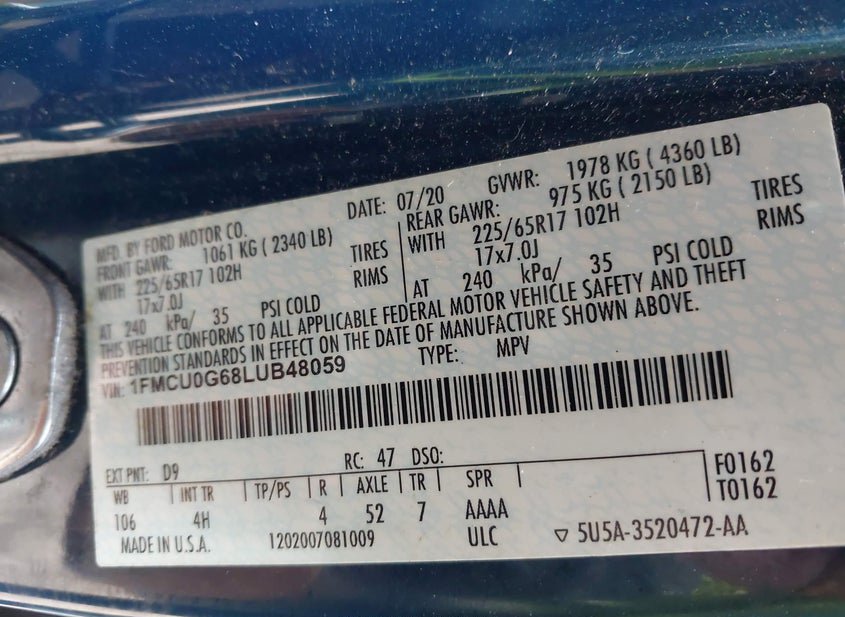 MFD. BY FORD MOTOR CO.
DATE: 07/20 GVWR: 1978 KG ( 4360 LB)
FRONT GAWR: 1061 KG ( 2340 LB)
WITH 225/65R17 102H TIRES
17x7.0J RIMS
AT 240 kPa/ 35 PSI COLD
REAR GAWR: 975 KG ( 2150 LB)
WITH 225/65R17 102H TIRES
17x7.0J RIMS
AT 240 kPa/ 35 PSI COLD
THIS VEHICLE CONFORMS TO ALL APPLICABLE FEDERAL MOTOR VEHICLE SAFETY AND THEFT
PREVENTION STANDARDS IN EFFECT ON THE DATE OF MANUFACTURE SHOWN ABOVE.
VIN: 1FMCU0G68LUB48059 TYPE: MPV
EXT PNT: D9 RC: 47 DSO:
WB INT TR TP/PS R AXLE TR SPR
106 4H 4 52 7 AAAA
ULC
F0162
T0162
MADE IN U.S.A. 1202007081009 ▽ 5U5A-3520472-AA